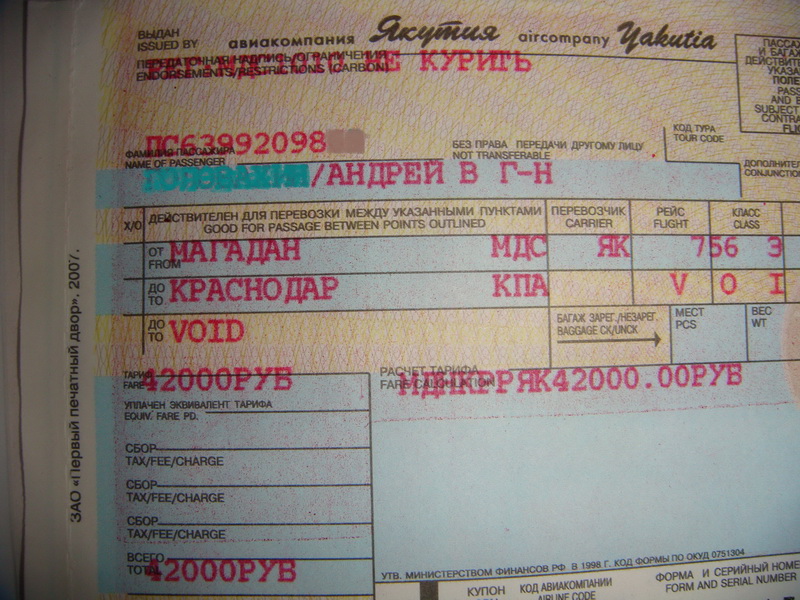 ВЫДАН
ISSUED BY авиакомпания Якутия aircompany Yakutia
ПЕРЕДАТОЧНАЯ НАДПИСЬ/ОГРАНИЧЕНИЯ
ENDORSEMENTS/RESTRICTIONS (CARBON)
НЕ КУРИТЬ
ПС63992098
ФАМИЛИЯ ПАССАЖИРА
NAME OF PASSENGER
БЕЗ ПРАВА ПЕРЕДАЧИ ДРУГОМУ ЛИЦУ
NOT TRANSFERABLE
КОД ТУРА
TOUR CODE
/АНДРЕЙ В Г-Н
Х/О ДЕЙСТВИТЕЛЕН ДЛЯ ПЕРЕВОЗКИ МЕЖДУ УКАЗАННЫМИ ПУНКТАМИ
GOOD FOR PASSAGE BETWEEN POINTS OUTLINED
ПЕРЕВОЗЧИК
CARRIER
РЕЙС
FLIGHT
КЛАСС
CLASS
ОТ
FROM МАГАДАН МДС ЯК 756 Э
ДО
TO КРАСНОДАР КПА V O I
ДО
TO VOID
БАГАЖ ЗАРЕГ./НЕЗАРЕГ.
BAGGAGE CK/UNCK
МЕСТ
PCS
ВЕС
WT
ТАРИФ
FARE 42000РУБ
РАСЧЕТ ТАРИФА
FARE CALCULATION
МДНКРРЯК42000.00РУБ
УПЛАЧЕН ЭКВИВАЛЕНТ ТАРИФА
EQUIV. FARE PD.
СБОР
TAX/FEE/CHARGE
СБОР
TAX/FEE/CHARGE
СБОР
TAX/FEE/CHARGE
ВСЕГО
TOTAL 42000РУБ
УТВ. МИНИСТЕРСТВОМ ФИНАНСОВ РФ В 1998 Г. КОД ФОРМЫ ПО ОКУД 0751304
КУПОН КОД АВИАКОМПАНИИ
AIRLINE CODE
ФОРМА И СЕРИЙНЫЙ НОМЕ
FORM AND SERIAL NUMBER
ЗАО «Первый печатный двор», 2007.